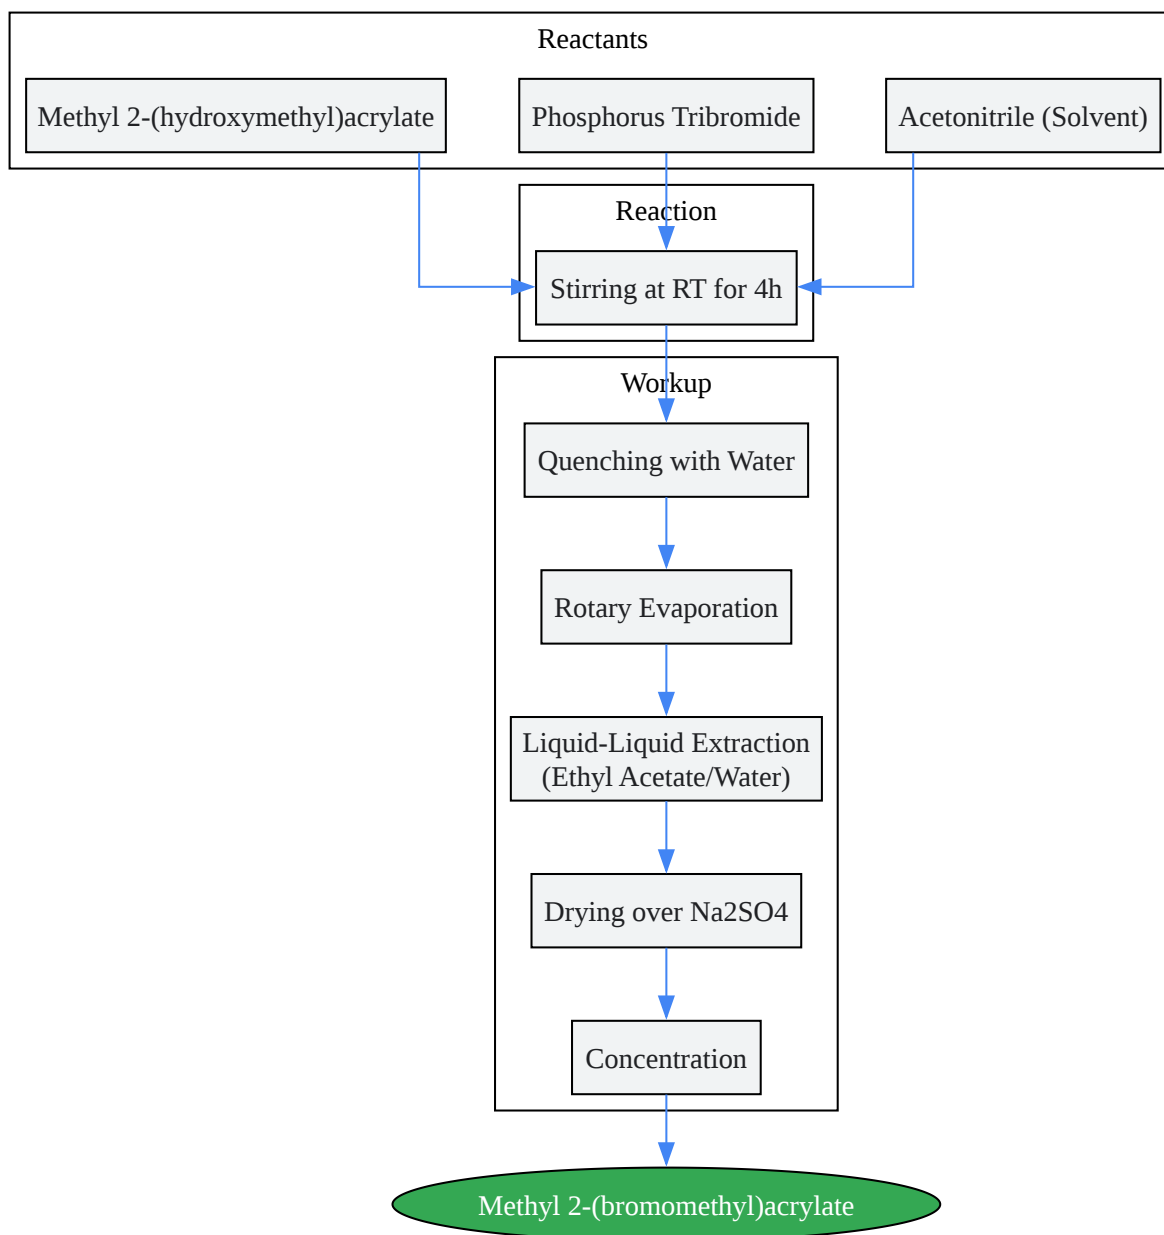 Reactants
Methyl 2-(hydroxymethyl)acrylate
Phosphorus Tribromide
Acetonitrile (Solvent)
Reaction
Stirring at RT for 4h
Workup
Quenching with Water
Rotary Evaporation
Liquid-Liquid Extraction
(Ethyl Acetate/Water)
Drying over Na2SO4
Concentration
Methyl 2-(bromomethyl)acrylate